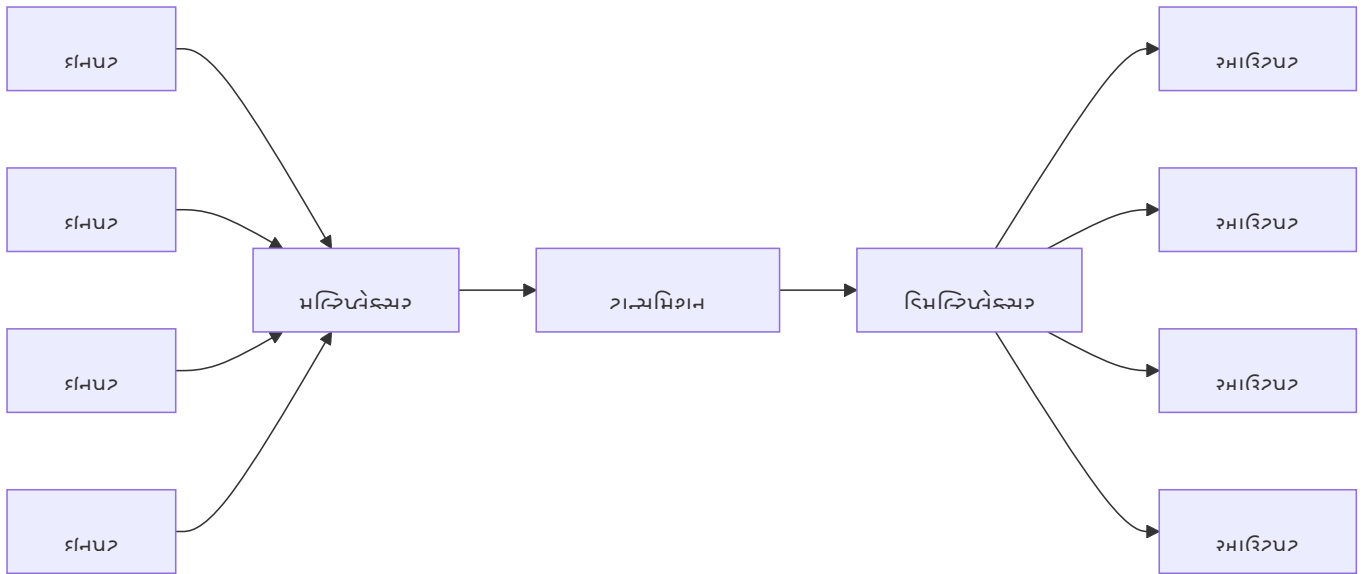 ઇનપુટ
ઇનપુટ
ઇનપુટ
ઇનપુટ
મલ્ટિપ્લેક્સર
ટ્રાન્સમિશન
ડિમલ્ટિપ્લેક્સર
આઉટપુટ
આઉટપુટ
આઉટપુટ
આઉટપુટ